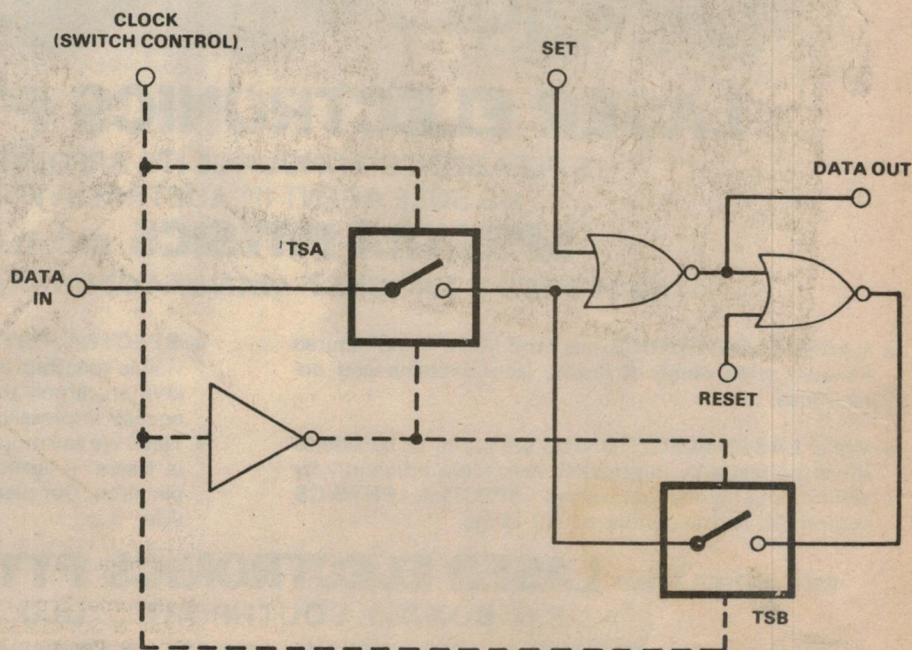 CLOCK
(SWITCH CONTROL)
SET
DATA OUT
TSA
DATA
IN
RESET
TSB